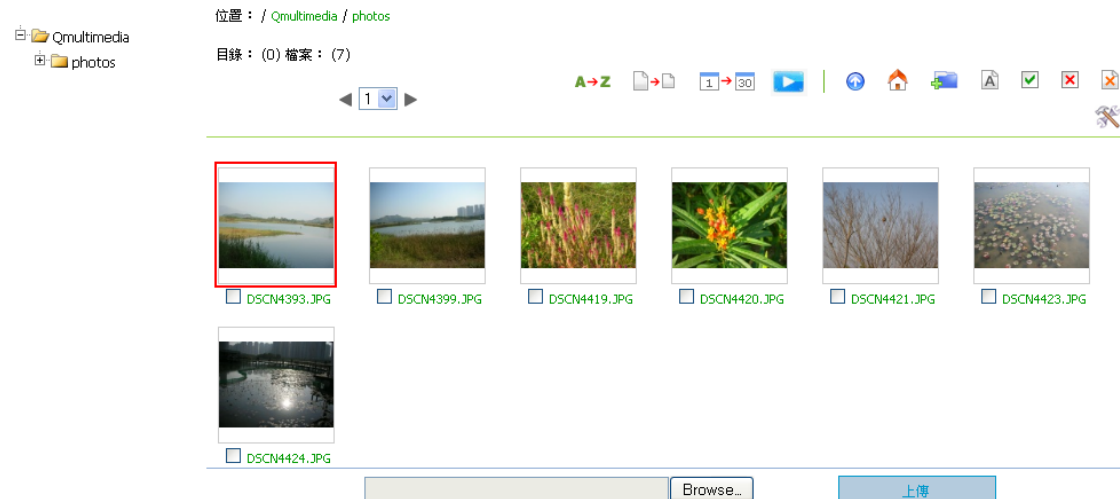 位置： / Qmultimedia / photos
Qmultimedia
photos
目錄： (0) 檔案： (7)
A→Z
1 → 30
A
1
DSCN4393.JPG
DSCN4399.JPG
DSCN4419.JPG
DSCN4420.JPG
DSCN4421.JPG
DSCN4423.JPG
DSCN4424.JPG
Browse...
上傳